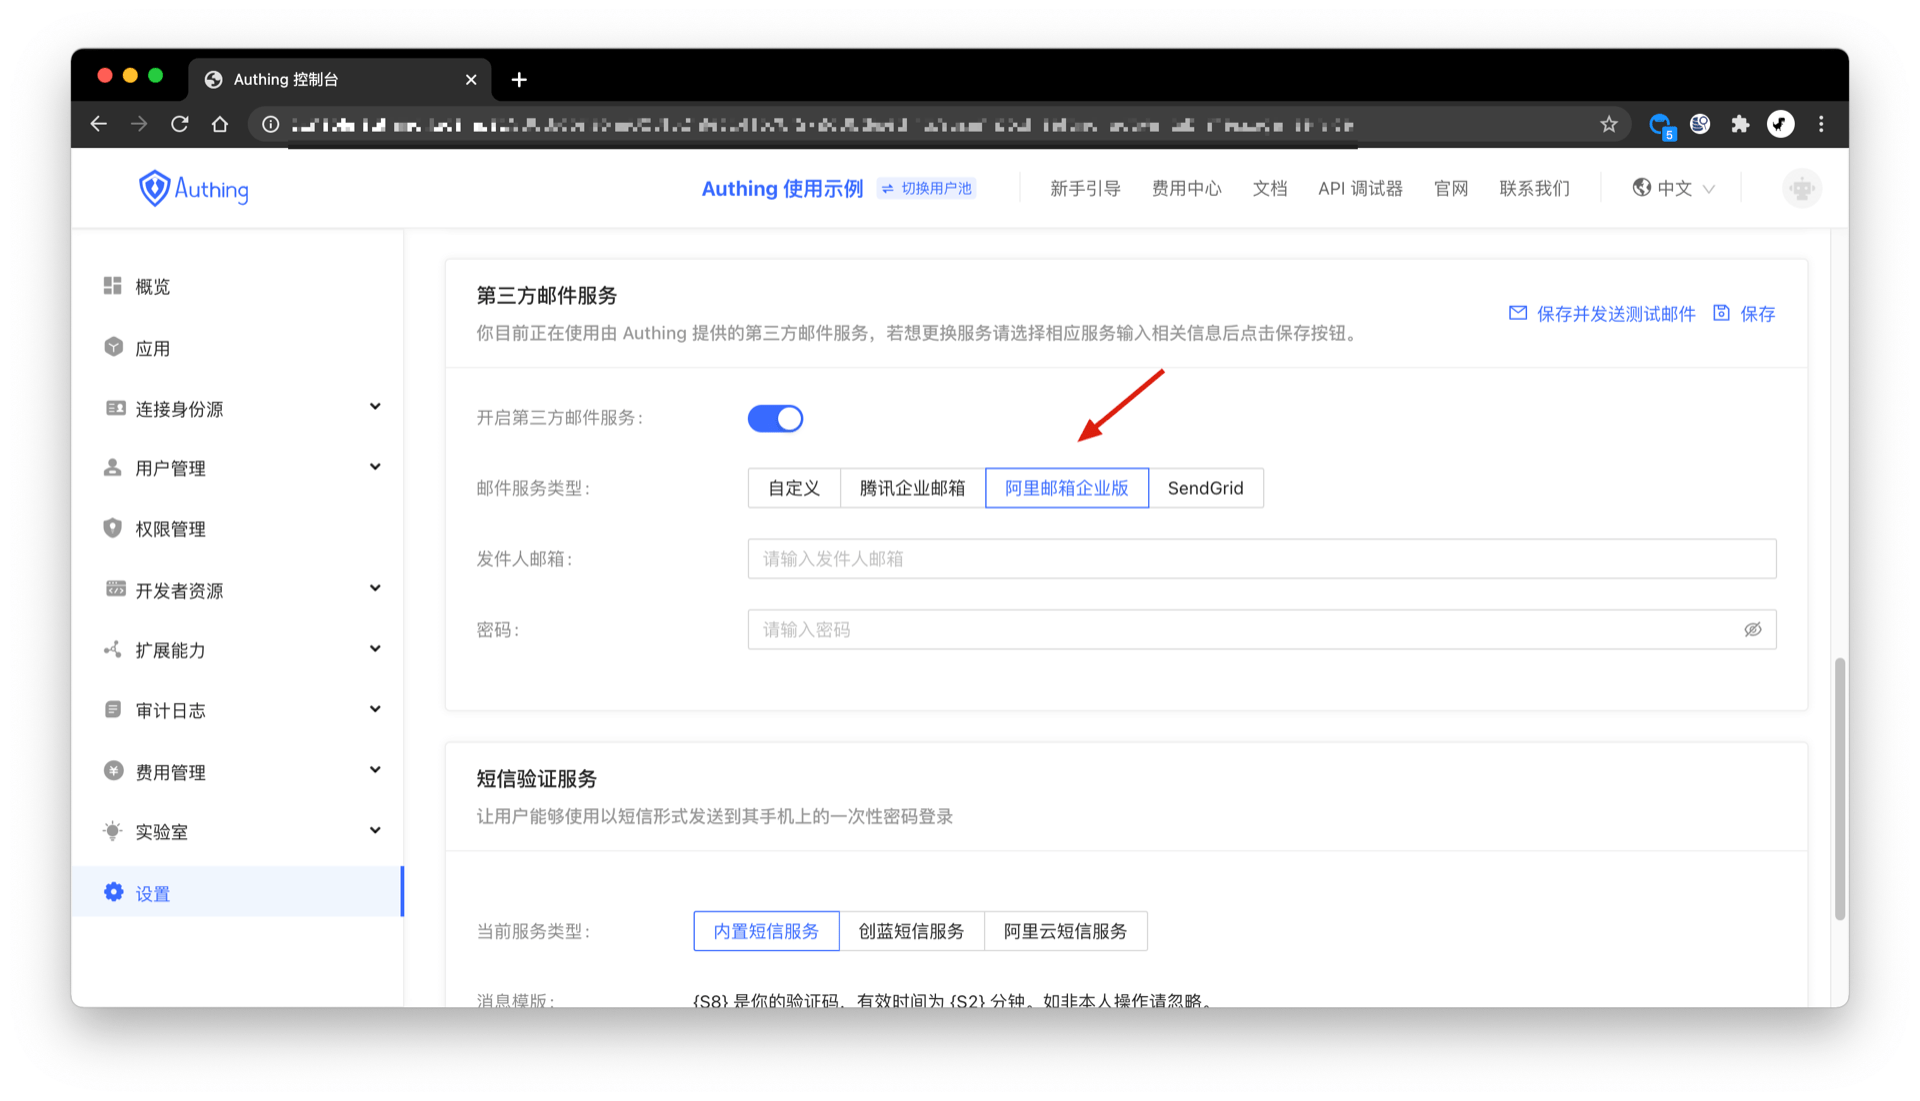 Authing 控制台
5
Authing
Authing 使用示例
切换用户池
新手引导
费用中心
文档
API 调试器
官网
联系我们
中文
概览
应用
连接身份源
用户管理
权限管理
开发者资源
扩展能力
审计日志
费用管理
实验室
设置
第三方邮件服务
你目前正在使用由 Authing 提供的第三方邮件服务，若想更换服务请选择相应服务输入相关信息后点击保存按钮。
保存并发送测试邮件
保存
开启第三方邮件服务：
邮件服务类型：
自定义
腾讯企业邮箱
阿里邮箱企业版
SendGrid
发件人邮箱：
请输入发件人邮箱
密码：
请输入密码
短信验证服务
让用户能够使用以短信形式发送到其手机上的一次性密码登录
当前服务类型：
内置短信服务
创蓝短信服务
阿里云短信服务
消息模版：
{S8} 是你的验证码，有效时间为 {S2} 分钟。如非本人操作请忽略。